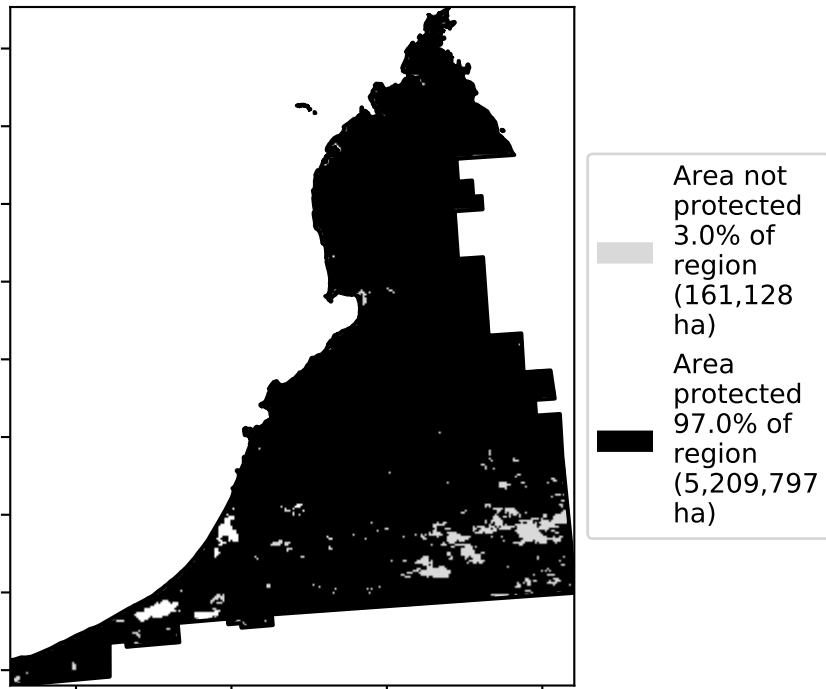 Area not
protected
3.0% of
region
(161,128
ha)
Area
protected
97.0% of
region
(5,209,797
ha)